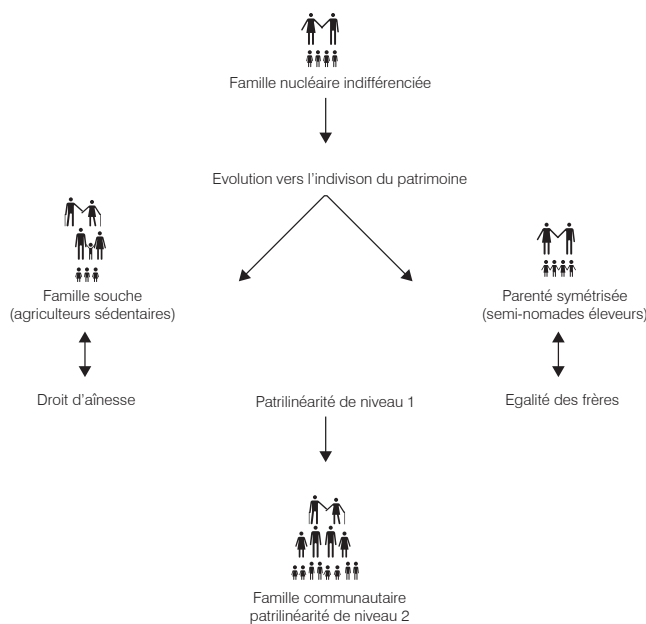 Famille nucléaire indifférenciée
Evolution vers l'indivison du patrimoine
Famille souche
(agriculteurs sédentaires)
Parenté symétrisée
(semi-nomades éleveurs)
Droit d'aînesse
Patrilinéarité de niveau 1
Egalité des frères
Famille communautaire
patrilinéarité de niveau 2